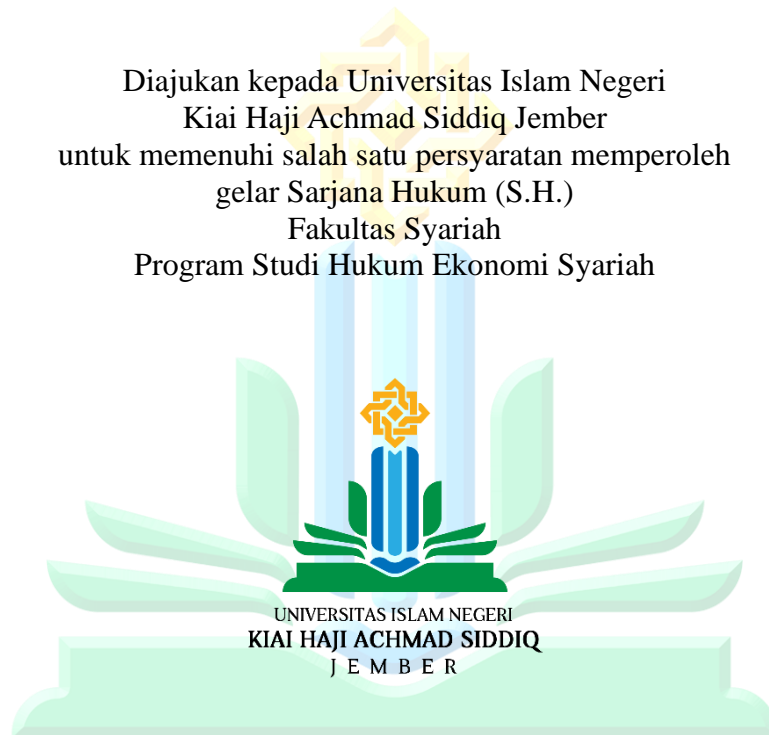 Diajukan kepada Universitas Islam Negeri
Kiai Haji Achmad Siddiq Jember
untuk memenuhi salah satu persyaratan memperoleh
gelar Sarjana Hukum (S.H.)
Fakultas Syariah
Program Studi Hukum Ekonomi Syariah
UNIVERSITAS ISLAM NEGERI
KIAI HAJI ACHMAD SIDDIQ
JEMBER